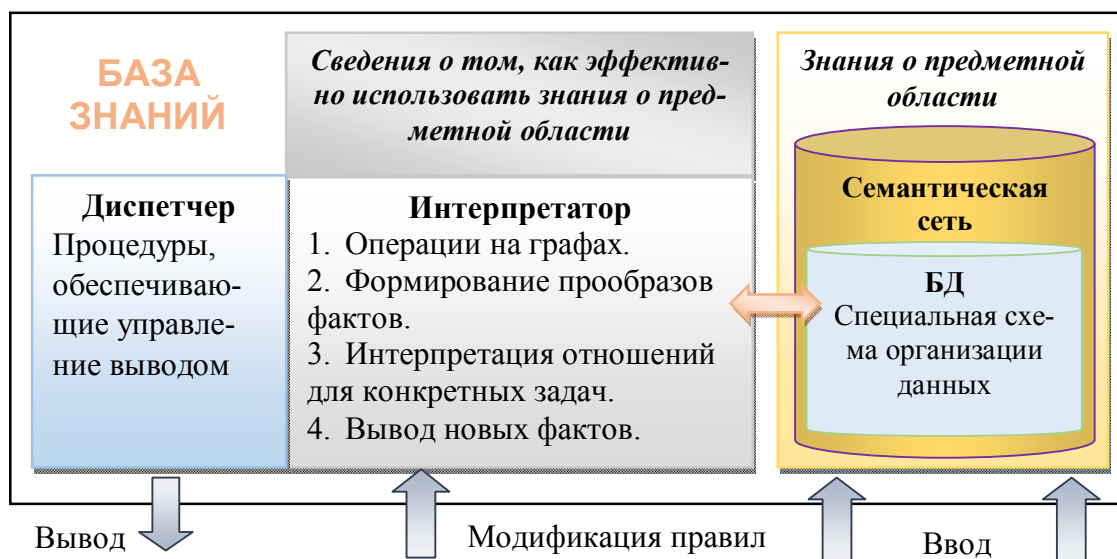 БАЗА
ЗНАНИЙ
Сведения о том, как эффектив-
но использовать знания о пред-
метной области
Знания о предметной
области
Диспетчер
Процедуры,
обеспечиваю-
щие управле-
ние выводом
Интерпретатор
1. Операции на графах.
2. Формирование прообразов
фактов.
3. Интерпретация отношений
для конкретных задач.
4. Вывод новых фактов.
Семантическая
сеть
БД
Специальная схе-
ма организации
данных
Вывод
Модификация правил
Ввод